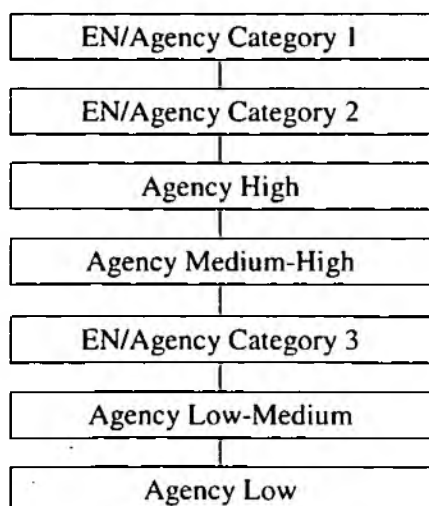 EN/Agency Category 1
EN/Agency Category 2
Agency High
Agency Medium-High
EN/Agency Category 3
Agency Low-Medium
Agency Low